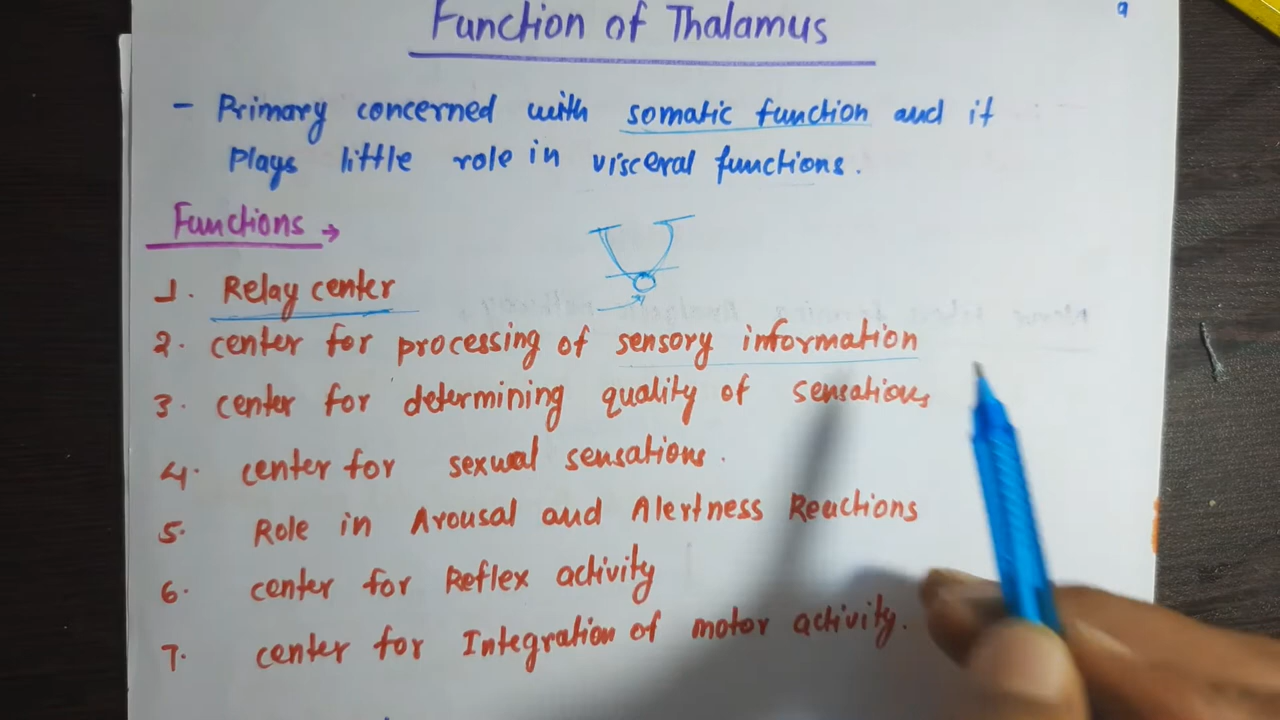 Function of Thalamus
9
- Primary concerned with somatic function and it
Plays little role in visceral functions.
Functions →
1. Relay center
2. center for processing of sensory information
3. center for determining quality of sensations
4. center for sexual sensations.
5. Role in Arousal and Alertness Reactions
6. center for Reflex activity
7. center for Integration of motor activity.